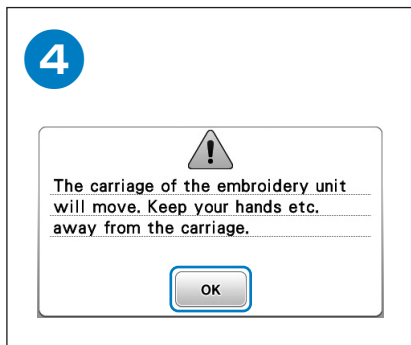 4
The carriage of the embroidery unit
will move. Keep your hands etc.
away from the carriage.
OK